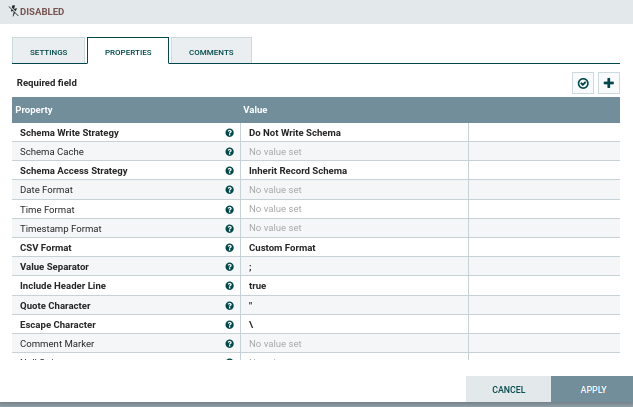 DISABLED
SETTINGS PROPERTIES COMMENTS
Required field
Property Value
Schema Write Strategy Do Not Write Schema
Schema Cache No value set
Schema Access Strategy Inherit Record Schema
Date Format No value set
Time Format No value set
Timestamp Format No value set
CSV Format Custom Format
Value Separator ;
Include Header Line true
Quote Character "
Escape Character \
Comment Marker No value set
CANCEL APPLY